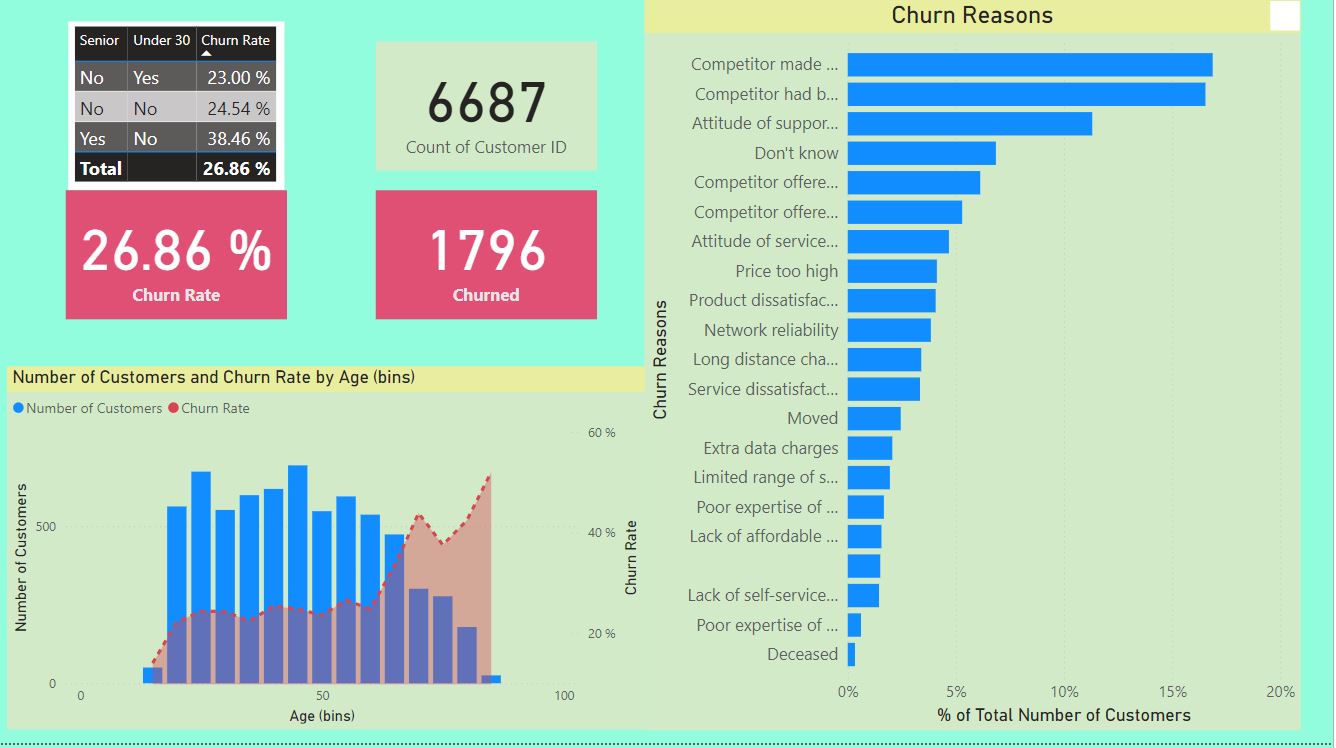 Senior Under 30 Churn Rate
No Yes 23.00 %
No No 24.54 %
Yes No 38.46 %
Total 26.86 %
6687
Count of Customer ID
26.86 %
Churn Rate
1796
Churned
Number of Customers and Churn Rate by Age (bins)
Number of Customers Churn Rate
Number of Customers
500
0
0 50 100
Age (bins)
60 %
40 %
20 %
Churn Rate
Churn Reasons
Churn Reasons
Competitor made ...
Competitor had b...
Attitude of suppor...
Don't know
Competitor offere...
Competitor offere...
Attitude of service...
Price too high
Product dissatisfac...
Network reliability
Long distance cha...
Service dissatisfact...
Moved
Extra data charges
Limited range of s...
Poor expertise of ...
Lack of affordable ...
Lack of self-service...
Poor expertise of ...
Deceased
0% 5% 10% 15% 20%
% of Total Number of Customers